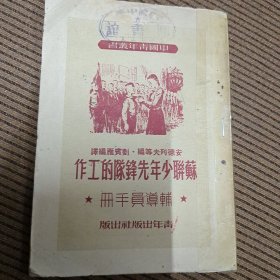 中國青年叢書
安德列夫等編·劉賓雁編譯
蘇聯少年先鋒隊的工作
★ 輔導員手冊 ★
青年出版社出版